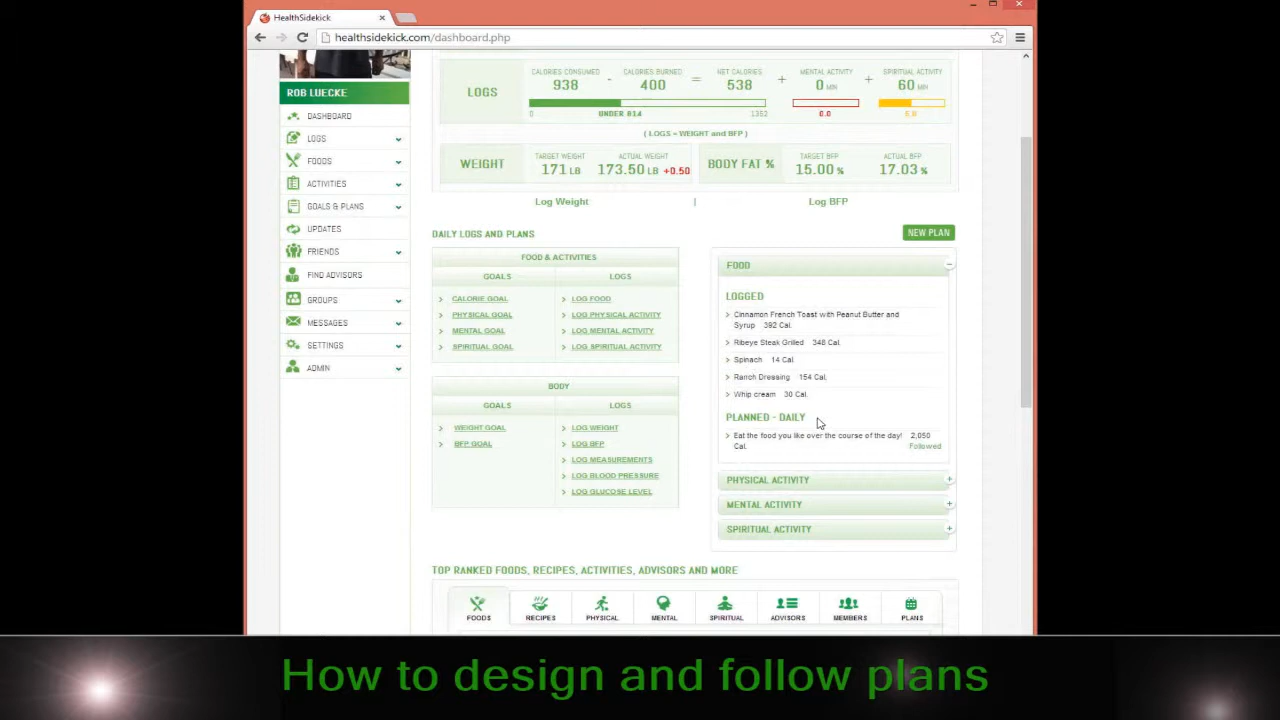 HealthSidekick
healthsidekick.com/dashboard.php
ROB LUECKE
DASHBOARD
LOGS
FOODS
ACTIVITIES
GOALS & PLANS
UPDATES
FRIENDS
FIND ADVISORS
GROUPS
MESSAGES
SETTINGS
ADMIN
LOGS
CALORIES CONSUMED CALORIES BURNED NET CALORIES MENTAL ACTIVITY SPIRITUAL ACTIVITY
938 - 400 = 538 + 0 MIN + 60 MIN
0 UNDER 814 1352 0.0
( LOGS = WEIGHT and BFP )
WEIGHT
TARGET WEIGHT ACTUAL WEIGHT
171 LB 173.50 LB +0.50
BODY FAT %
TARGET BFP ACTUAL BFP
15.00 % 17.03 %
Log Weight | Log BFP
DAILY LOGS AND PLANS
NEW PLAN
FOOD & ACTIVITIES
GOALS LOGS
CALORIE GOAL LOG FOOD
PHYSICAL GOAL LOG PHYSICAL ACTIVITY
MENTAL GOAL LOG MENTAL ACTIVITY
SPIRITUAL GOAL LOG SPIRITUAL ACTIVITY
BODY
GOALS LOGS
WEIGHT GOAL LOG WEIGHT
BFP GOAL LOG BFP
LOG MEASUREMENTS
LOG BLOOD PRESSURE
LOG GLUCOSE LEVEL
FOOD
LOGGED
Cinnamon French Toast with Peanut Butter and
Syrup 392 Cal.
Ribeye Steak Grilled 348 Cal.
Spinach 14 Cal.
Ranch Dressing 154 Cal.
Whip cream 30 Cal.
PLANNED - DAILY
Eat the food you like over the course of the day! 2,050
Cal. Followed
PHYSICAL ACTIVITY
MENTAL ACTIVITY
SPIRITUAL ACTIVITY
TOP RANKED FOODS, RECIPES, ACTIVITIES, ADVISORS AND MORE
FOODS RECIPES PHYSICAL MENTAL SPIRITUAL ADVISORS MEMBERS PLANS
How to design and follow plans